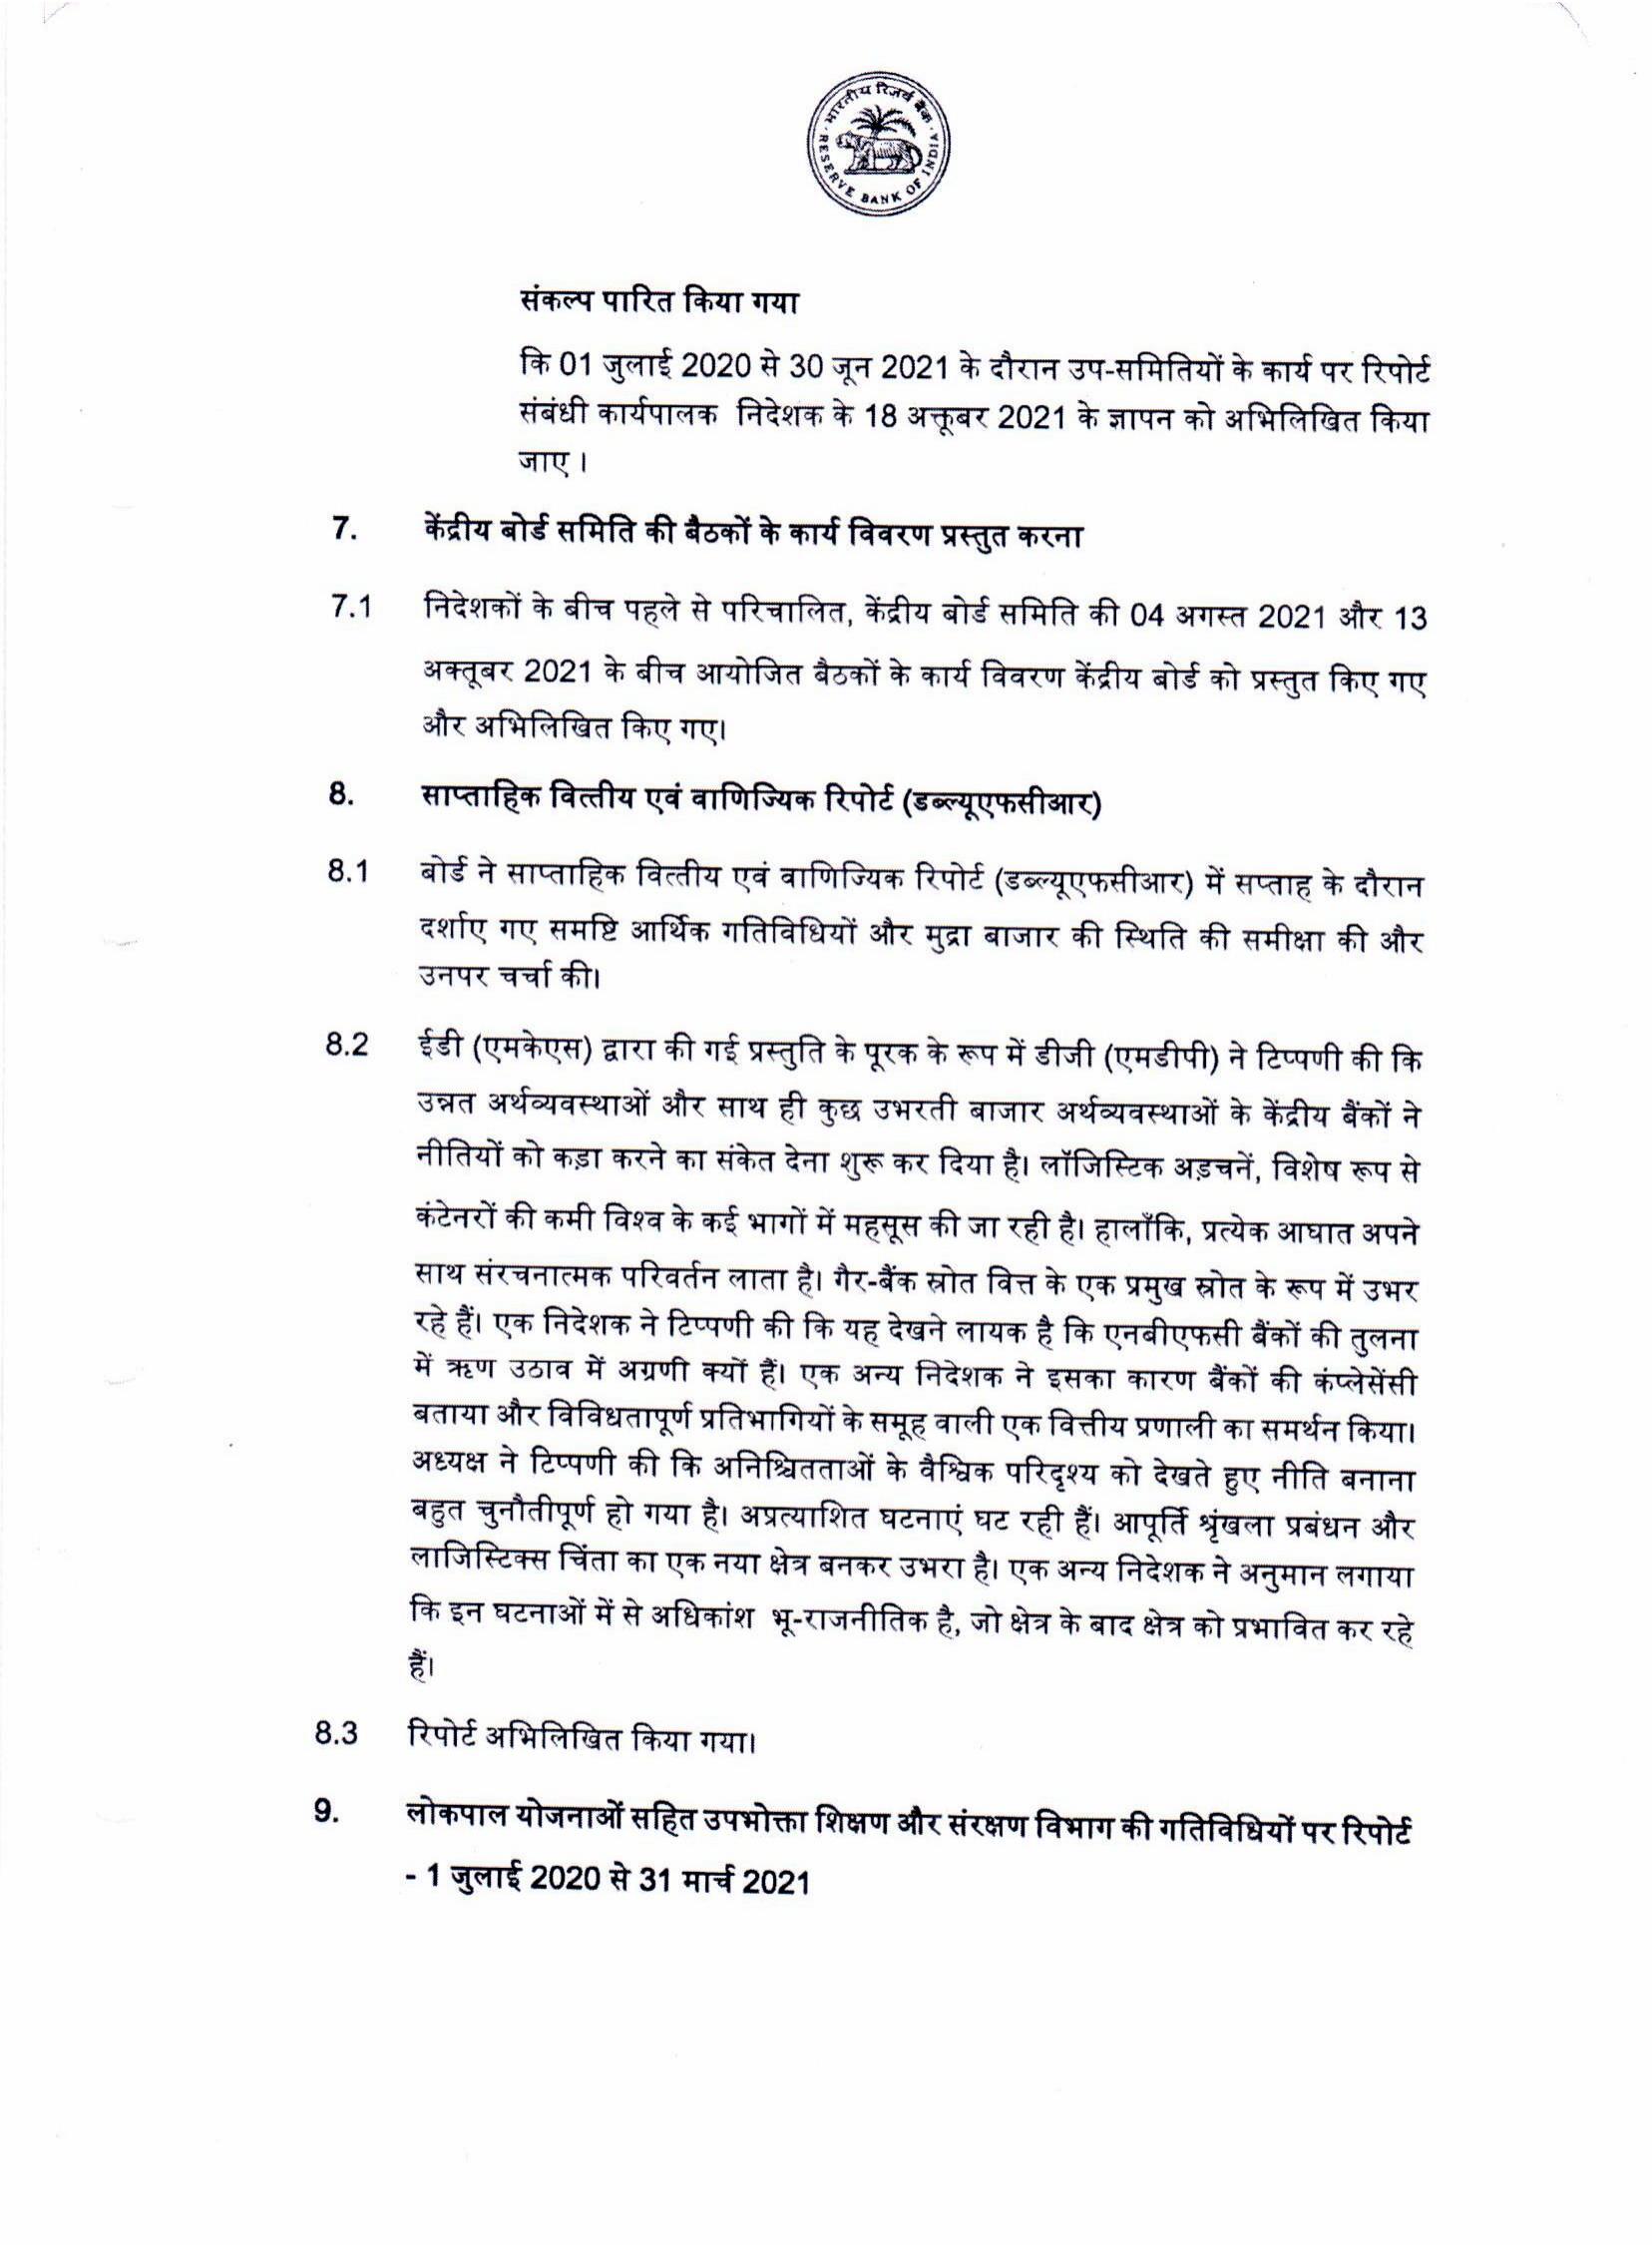 भारतीय रिज़र्व बैंक
RESERVE BANK OF INDIA
संकल्प पारित किया गया
कि 01 जुलाई 2020 से 30 जून 2021 के दौरान उप-समितियों के कार्य पर रिपोर्ट
संबंधी कार्यपालक निदेशक के 18 अक्तूबर 2021 के ज्ञापन को अभिलिखित किया
जाए ।
7. केंद्रीय बोर्ड समिति की बैठकों के कार्य विवरण प्रस्तुत करना
7.1 निदेशकों के बीच पहले से परिचालित, केंद्रीय बोर्ड समिति की 04 अगस्त 2021 और 13
अक्तूबर 2021 के बीच आयोजित बैठकों के कार्य विवरण केंद्रीय बोर्ड को प्रस्तुत किए गए
और अभिलिखित किए गए।
8. साप्ताहिक वित्तीय एवं वाणिज्यिक रिपोर्ट (डब्ल्यूएफसीआर)
8.1 बोर्ड ने साप्ताहिक वित्तीय एवं वाणिज्यिक रिपोर्ट (डब्ल्यूएफसीआर) में सप्ताह के दौरान
दर्शाए गए समष्टि आर्थिक गतिविधियों और मुद्रा बाजार की स्थिति की समीक्षा की और
उनपर चर्चा की।
8.2 ईडी (एमकेएस) द्वारा की गई प्रस्तुति के पूरक के रूप में डीजी (एमडीपी) ने टिप्पणी की कि
उन्नत अर्थव्यवस्थाओं और साथ ही कुछ उभरती बाजार अर्थव्यवस्थाओं के केंद्रीय बैंकों ने
नीतियों को कड़ा करने का संकेत देना शुरू कर दिया है। लॉजिस्टिक अड़चनें, विशेष रूप से
कंटेनरों की कमी विश्व के कई भागों में महसूस की जा रही है। हालाँकि, प्रत्येक आघात अपने
साथ संरचनात्मक परिवर्तन लाता है। गैर-बैंक स्रोत वित्त के एक प्रमुख स्रोत के रूप में उभर
रहे हैं। एक निदेशक ने टिप्पणी की कि यह देखने लायक है कि एनबीएफसी बैंकों की तुलना
में ऋण उठाव में अग्रणी क्यों हैं। एक अन्य निदेशक ने इसका कारण बैंकों की कंप्लेसेंसी
बताया और विविधतापूर्ण प्रतिभागियों के समूह वाली एक वित्तीय प्रणाली का समर्थन किया।
अध्यक्ष ने टिप्पणी की कि अनिश्चितताओं के वैश्विक परिदृश्य को देखते हुए नीति बनाना
बहुत चुनौतीपूर्ण हो गया है। अप्रत्याशित घटनाएं घट रही हैं। आपूर्ति श्रृंखला प्रबंधन और
लाजिस्टिक्स चिंता का एक नया क्षेत्र बनकर उभरा है। एक अन्य निदेशक ने अनुमान लगाया
कि इन घटनाओं में से अधिकांश भू-राजनीतिक है, जो क्षेत्र के बाद क्षेत्र को प्रभावित कर रहे
हैं।
8.3 रिपोर्ट अभिलिखित किया गया।
9. लोकपाल योजनाओं सहित उपभोक्ता शिक्षण और संरक्षण विभाग की गतिविधियों पर रिपोर्ट
- 1 जुलाई 2020 से 31 मार्च 2021